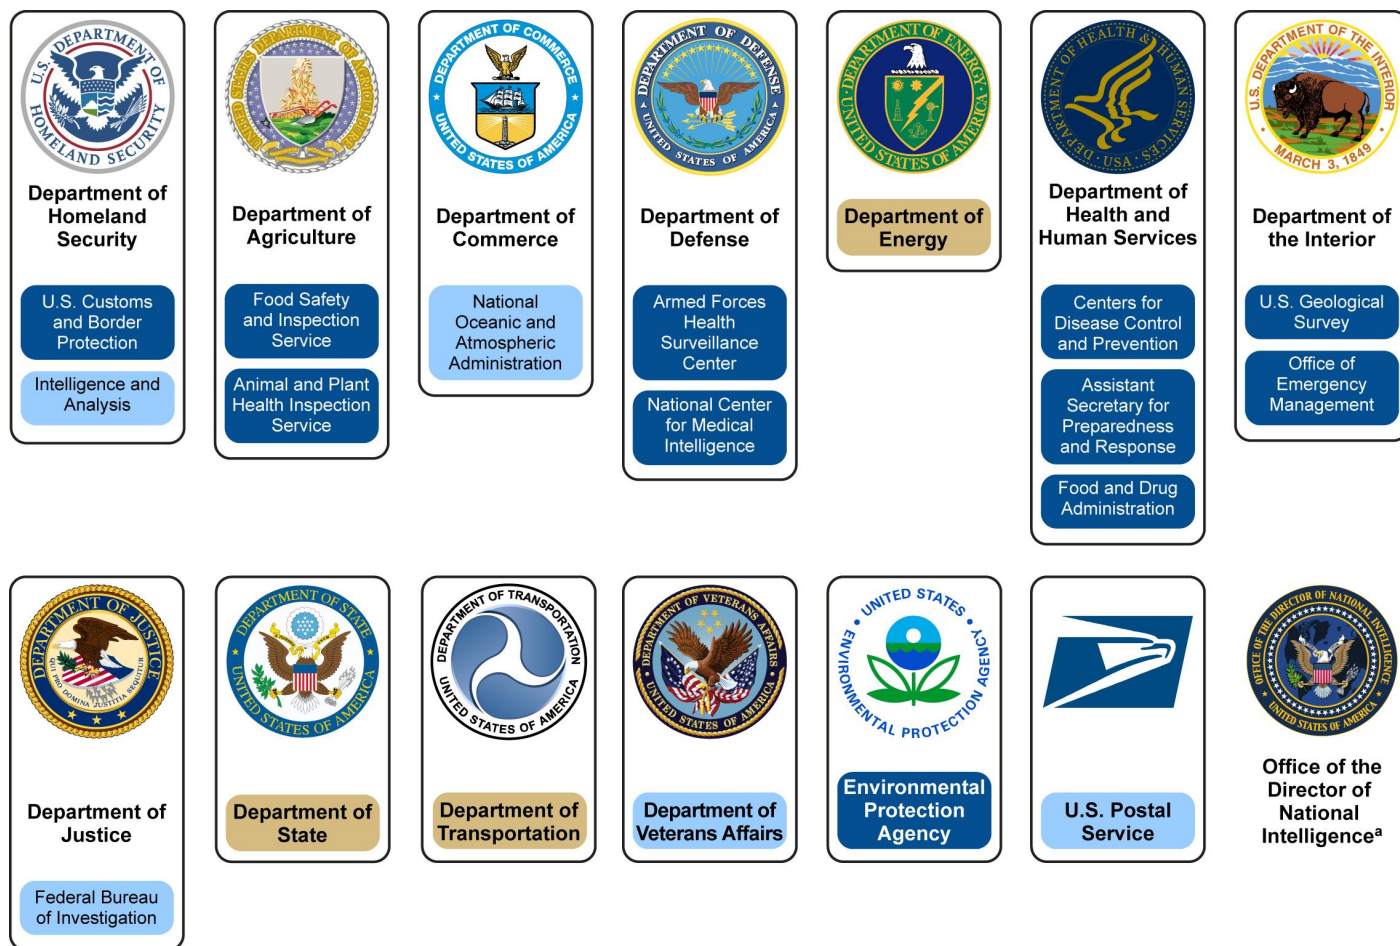 U.S. DEPARTMENT OF
HOMELAND SECURITY
Department of
Homeland
Security
U.S. Customs
and Border
Protection
Intelligence and
Analysis
UNITED STATES DEPARTMENT OF AGRICULTURE
Department of
Agriculture
Food Safety
and Inspection
Service
Animal and Plant
Health Inspection
Service
DEPARTMENT OF COMMERCE
UNITED STATES OF AMERICA
Department of
Commerce
National
Oceanic and
Atmospheric
Administration
DEPARTMENT OF DEFENSE
UNITED STATES OF AMERICA
Department of
Defense
Armed Forces
Health
Surveillance
Center
National Center
for Medical
Intelligence
DEPARTMENT OF ENERGY
UNITED STATES OF AMERICA
Department of
Energy
DEPARTMENT OF HEALTH & HUMAN SERVICES
USA
Department of
Health and
Human Services
Centers for
Disease Control
and Prevention
Assistant
Secretary for
Preparedness
and Response
Food and Drug
Administration
U.S. DEPARTMENT OF THE INTERIOR
MARCH 3, 1849
Department of
the Interior
U.S. Geological
Survey
Office of
Emergency
Management
DEPARTMENT OF JUSTICE
QUI PRO DOMINA JUSTITIA SEQUITUR
Department of
Justice
Federal Bureau
of Investigation
DEPARTMENT OF STATE
UNITED STATES OF AMERICA
Department of
State
DEPARTMENT OF TRANSPORTATION
UNITED STATES OF AMERICA
Department of
Transportation
DEPARTMENT OF VETERANS AFFAIRS
UNITED STATES OF AMERICA
Department of
Veterans Affairs
UNITED STATES
ENVIRONMENTAL PROTECTION AGENCY
Environmental
Protection
Agency
U.S. Postal
Service
OFFICE OF THE DIRECTOR OF NATIONAL INTELLIGENCE
UNITED STATES OF AMERICA
Office of the
Director of
National
Intelligenceᵃ